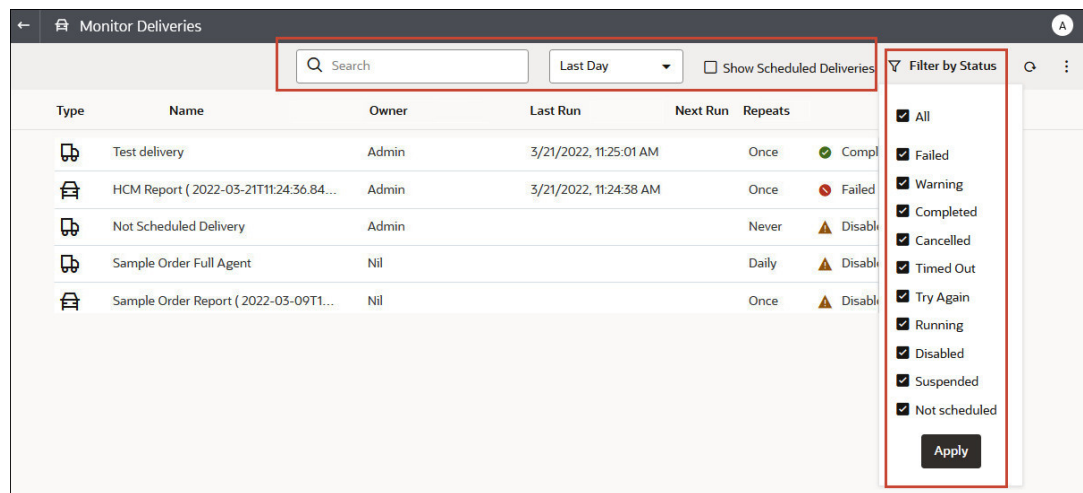 Monitor Deliveries A
Search Last Day Show Scheduled Deliveries Filter by Status
Type Name Owner Last Run Next Run Repeats
All
Test delivery Admin 3/21/2022, 11:25:01 AM Once Compl
Failed
HCM Report ( 2022-03-21T11:24:36.84... Admin 3/21/2022, 11:24:38 AM Once Failed
Warning
Completed
Not Scheduled Delivery Admin Never Disabl
Cancelled
Sample Order Full Agent Nil Daily Disabl
Timed Out
Try Again
Sample Order Report ( 2022-03-09T1... Nil Once Disabl
Running
Disabled
Suspended
Not scheduled
Apply